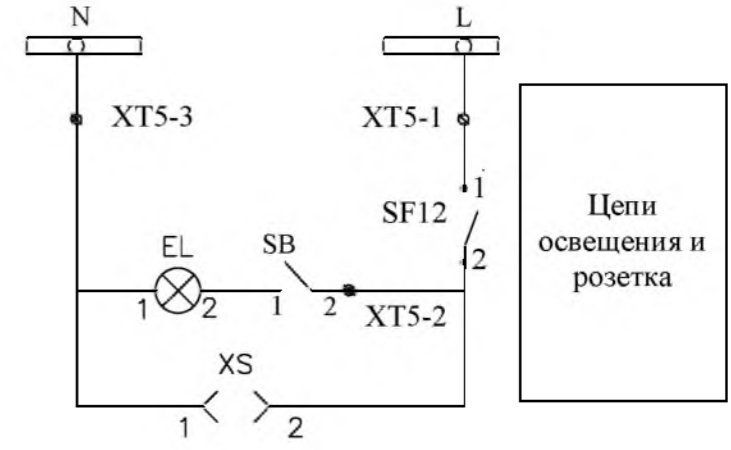 N
L
XT5-3
XT5-1
1
SF12
2
Цепи
освещения и
розетка
EL
SB
1
2
1
2
XT5-2
XS
1
2